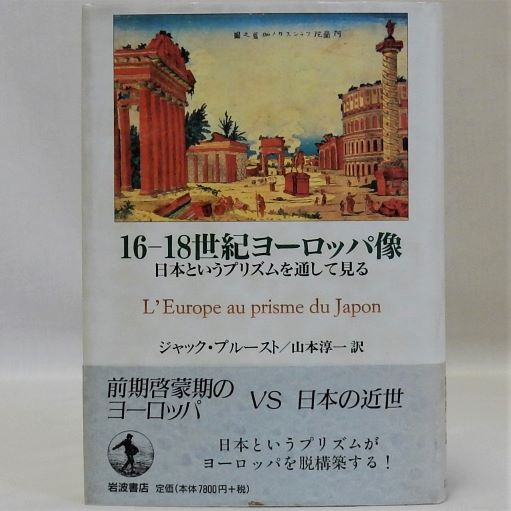 16–18世紀ヨーロッパ像
日本というプリズムを通して見る
L'Europe au prisme du Japon
ジャック・プルースト/山本淳一 訳
前期啓蒙期の
ヨーロッパ
VS 日本の近世
日本というプリズムが
ヨーロッパを脱構築する!
岩波書店 定価(本体7800円+税)